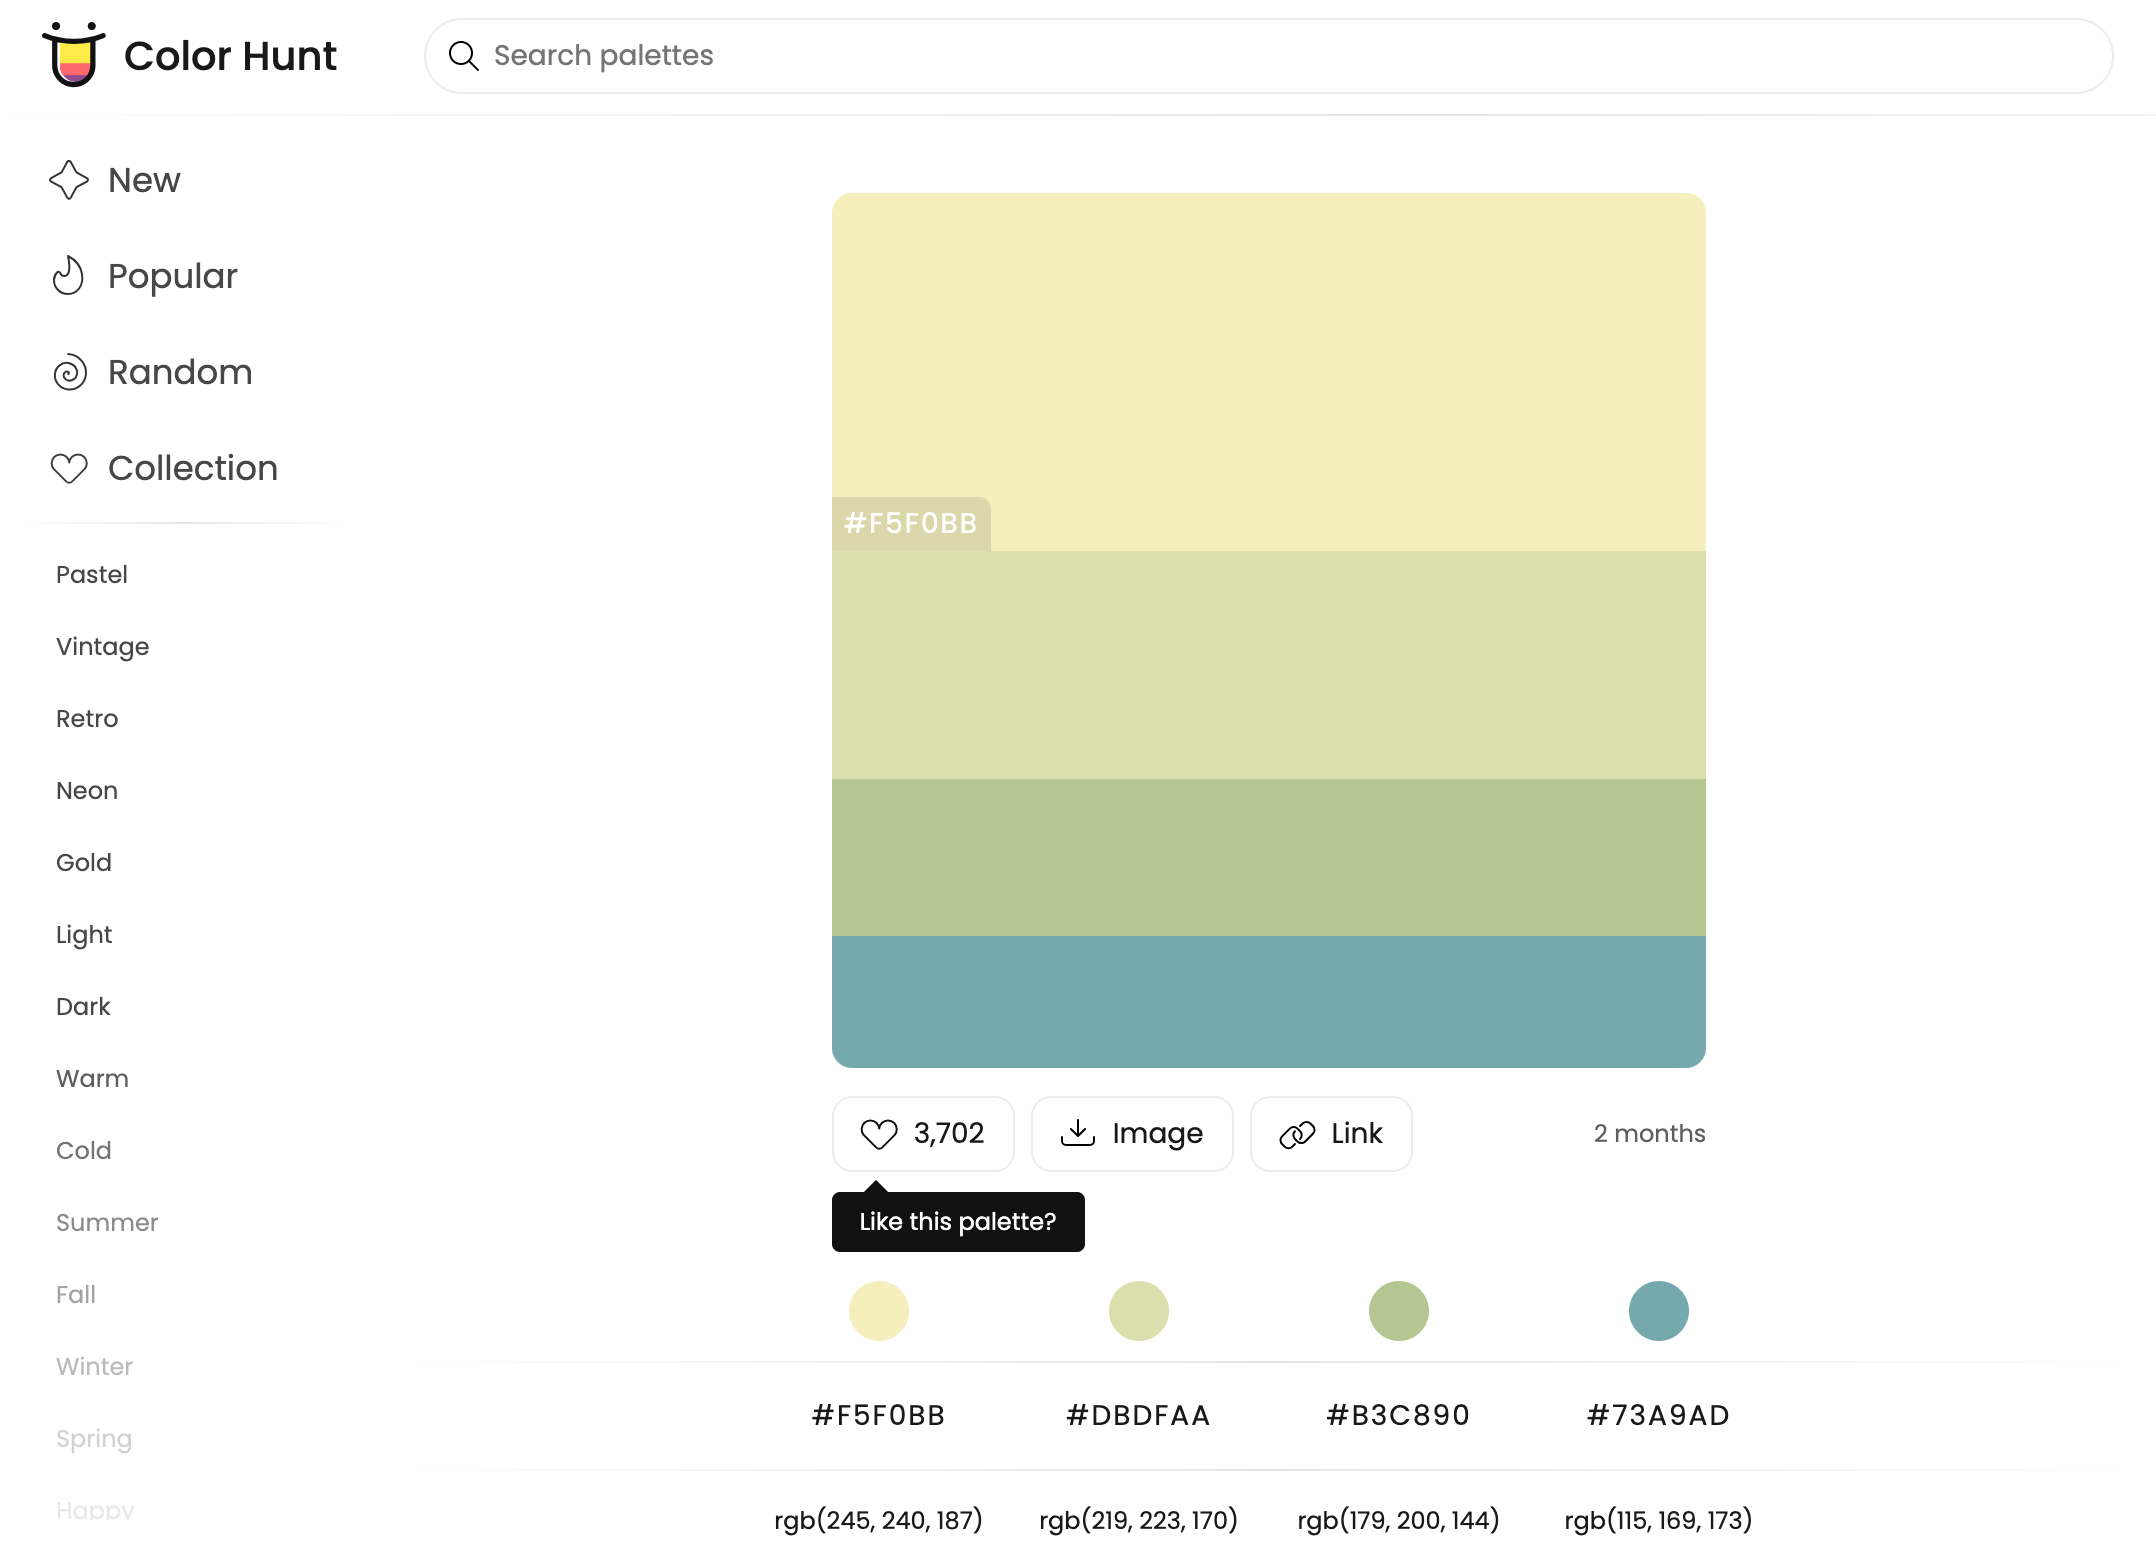 Color Hunt
Search palettes
New
Popular
Random
Collection
Pastel
Vintage
Retro
Neon
Gold
Light
Dark
Warm
Cold
Summer
Fall
Winter
Spring
Happy
#F5F0BB
3,702
Image
Link
2 months
Like this palette?
#F5F0BB #DBDFAA #B3C890 #73A9AD
rgb(245, 240, 187) rgb(219, 223, 170) rgb(179, 200, 144) rgb(115, 169, 173)